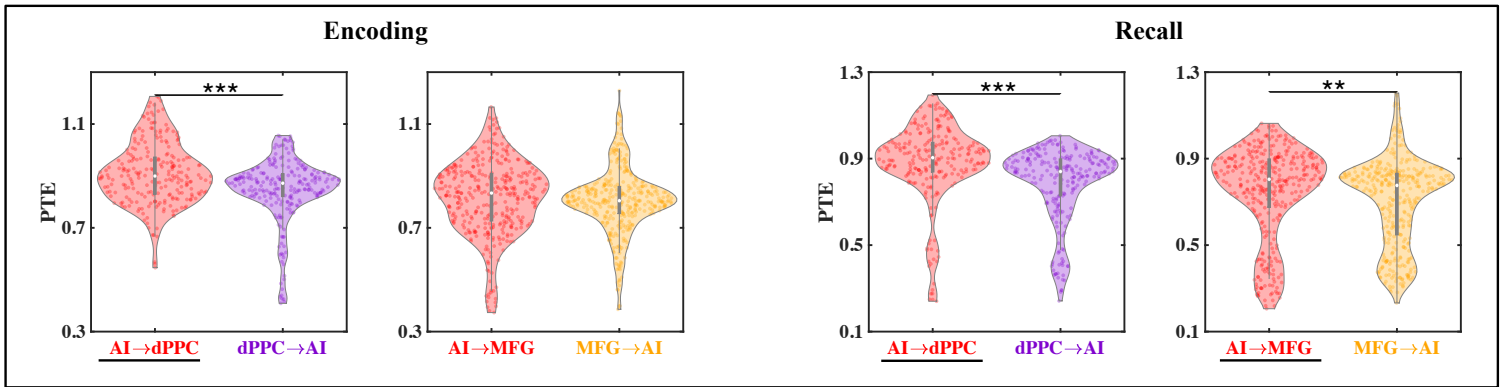 Encoding
PTE
1.1
0.7
0.3
***
AI→dPPC
dPPC→AI
1.1
0.7
0.3
AI→MFG
MFG→AI
Recall
PTE
1.3
0.9
0.5
0.1
***
AI→dPPC
dPPC→AI
1.3
0.9
0.5
0.1
**
AI→MFG
MFG→AI